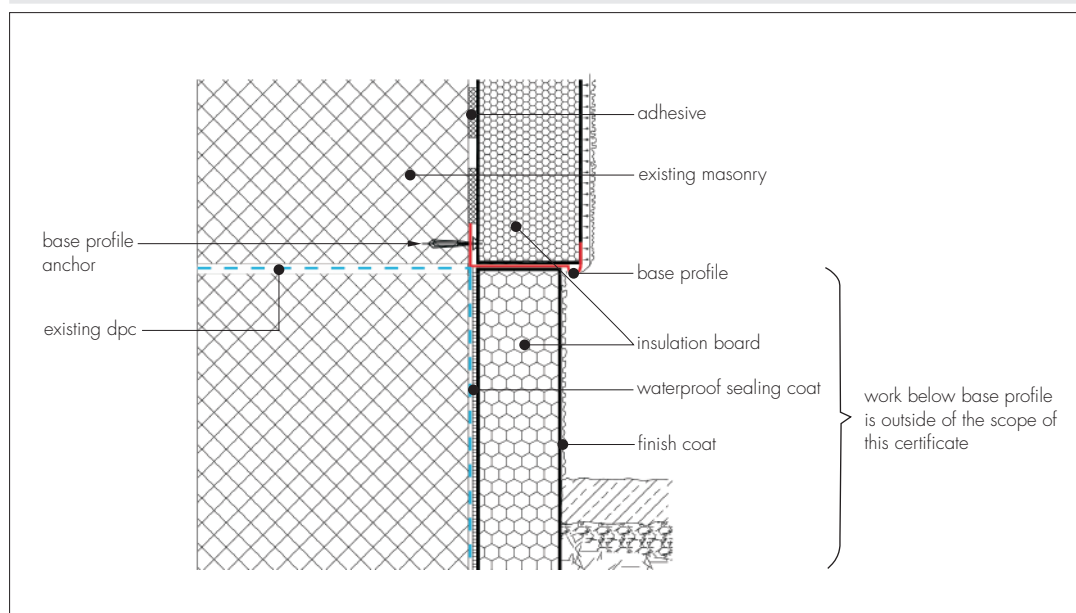 adhesive
existing masonry
base profile
anchor
base profile
existing dpc
insulation board
waterproof sealing coat
work below base profile
is outside of the scope of
this certificate
finish coat